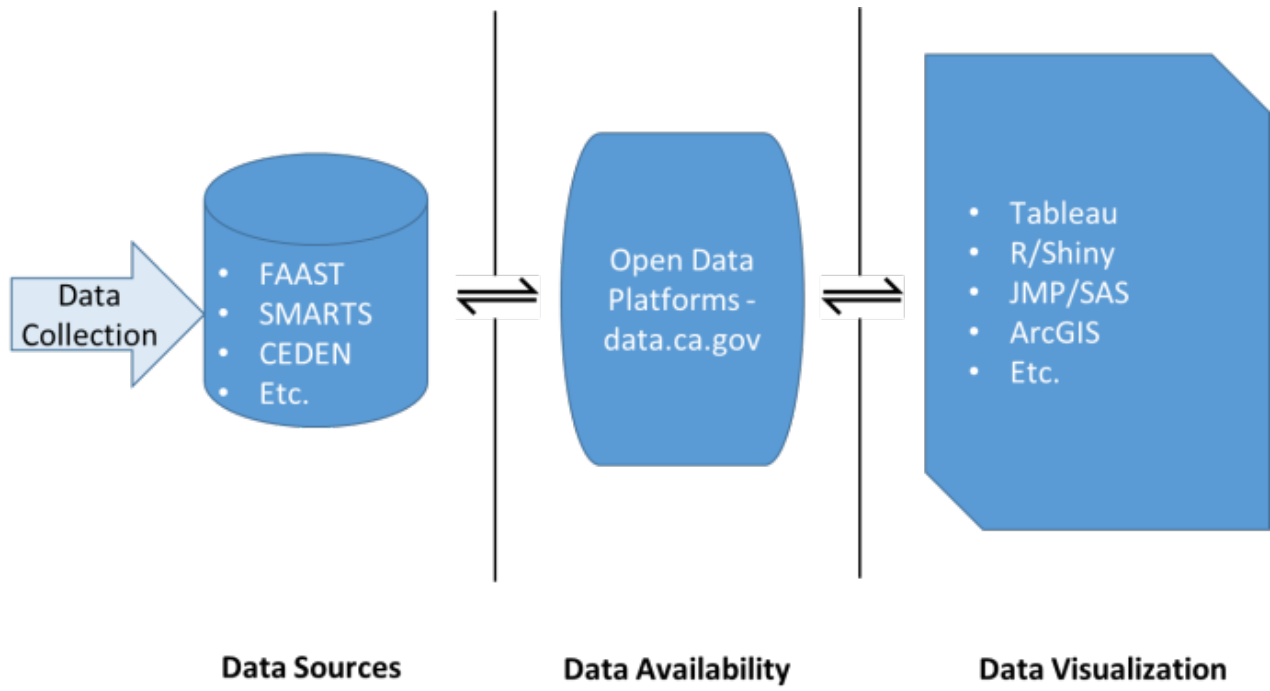 Data
Collection
• FAAST
• SMARTS
• CEDEN
• Etc.
Open Data
Platforms -
data.ca.gov
• Tableau
• R/Shiny
• JMP/SAS
• ArcGIS
• Etc.
Data Sources
Data Availability
Data Visualization